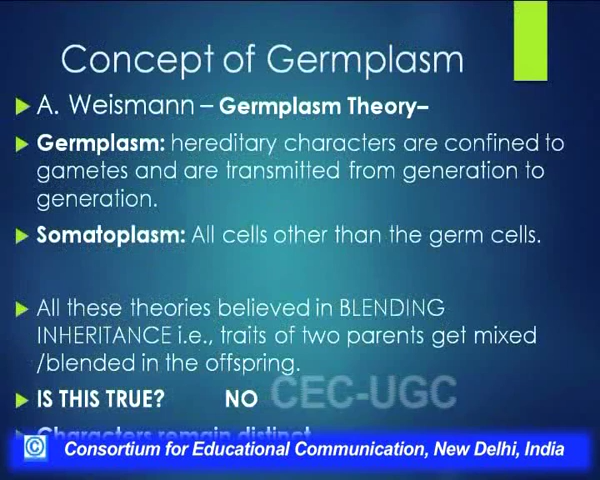 Concept of Germplasm
A. Weismann – Germplasm Theory–
Germplasm: hereditary characters are confined to
gametes and are transmitted from generation to
generation.
Somatoplasm: All cells other than the germ cells.
All these theories believed in BLENDING
INHERITANCE i.e., traits of two parents get mixed
/blended in the offspring.
IS THIS TRUE? NO
CEC-UGC
Characters remain distinct
© Consortium for Educational Communication, New Delhi, India